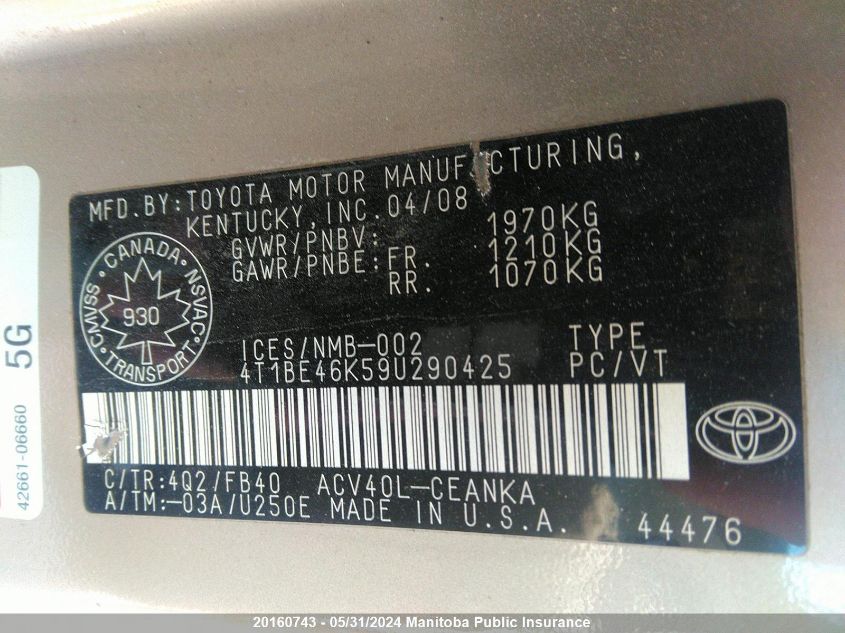 MFD. BY: TOYOTA MOTOR MANUF CTURING,
KENTUCKY, INC. 04/08
GVWR/PNBV: 1970KG
GAWR/PNBE: FR. 1210KG
RR. 1070KG
CANADA
CMVSS NSVAC
930
TRANSPORT
ICES/NMB-002 TYPE
4T1BE46K59U290425 PC/VT
C/TR: 4Q2/FB40 ACV40L-CEANKA
A/TM: -03A/U250E MADE IN U.S.A.
44476
5G
42661-06660
20160743 - 05/31/2024 Manitoba Public Insurance